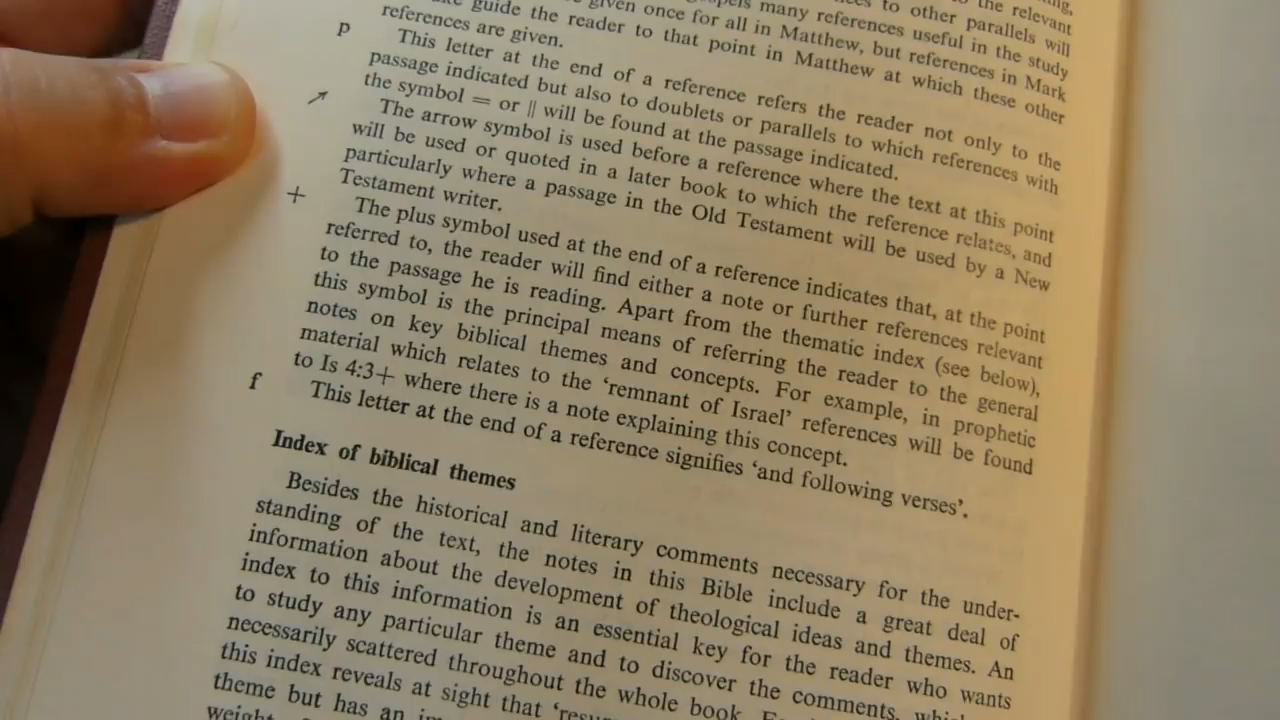 the relevant
gospels many references useful in the study
given once for all in Matthew, but references in Mark
guide the reader to that point in Matthew at which these other
references are given.
p This letter at the end of a reference refers the reader not only to the
passage indicated but also to doublets or parallels to which references with
the symbol = or || will be found at the passage indicated.
↗ The arrow symbol is used before a reference where the text at this point
will be used or quoted in a later book to which the reference relates, and
particularly where a passage in the Old Testament will be used by a New
Testament writer.
+ The plus symbol used at the end of a reference indicates that, at the point
referred to, the reader will find either a note or further references relevant
to the passage he is reading. Apart from the thematic index (see below),
this symbol is the principal means of referring the reader to the general
notes on key biblical themes and concepts. For example, in prophetic
material which relates to the ‘remnant of Israel’ references will be found
to Is 4:3+ where there is a note explaining this concept.
f This letter at the end of a reference signifies ‘and following verses’.
Index of biblical themes
Besides the historical and literary comments necessary for the under-
standing of the text, the notes in this Bible include a great deal of
information about the development of theological ideas and themes. An
index to this information is an essential key for the reader who wants
to study any particular theme and to discover the comments,
necessarily scattered throughout the whole book.
this index reveals at sight that
theme but has an